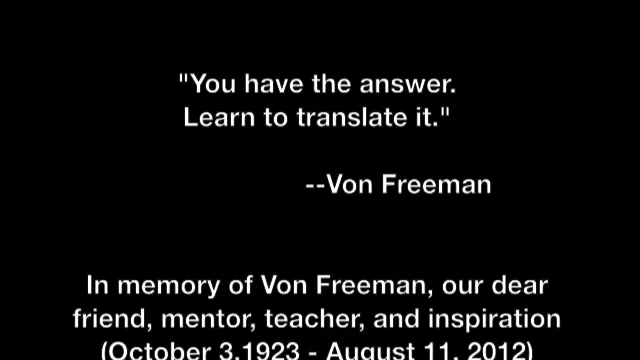 "You have the answer.
Learn to translate it."
--Von Freeman
In memory of Von Freeman, our dear
friend, mentor, teacher, and inspiration
(October 3,1923 - August 11, 2012)